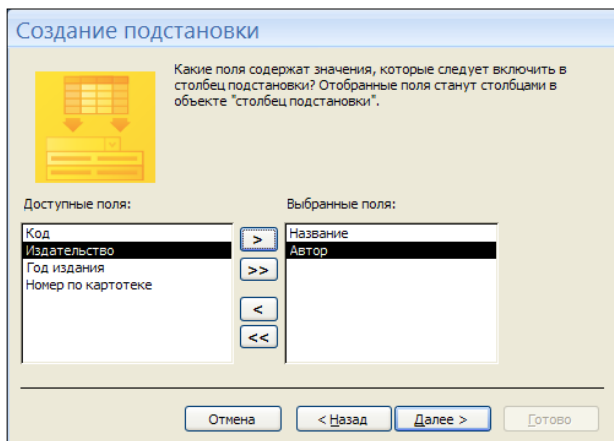 Создание подстановки
Какие поля содержат значения, которые следует включить в
столбец подстановки? Отобранные поля станут столбцами в
объекте "столбец подстановки".
Доступные поля:
Выбранные поля:
Код
Издательство
Год издания
Номер по картотеке
>
>>
<
<<
Название
Автор
Отмена
< Назад
Далее >
Готово